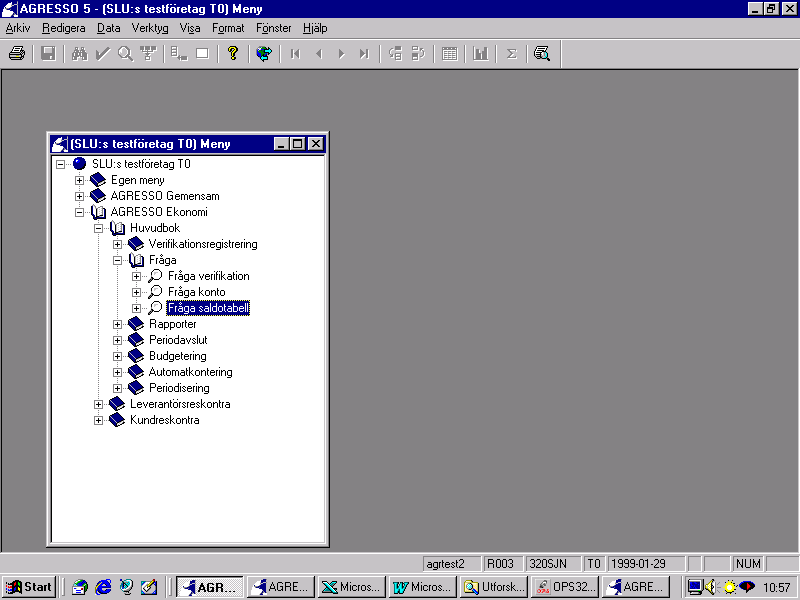 AGRESSO 5 - (SLU:s testföretag T0) Meny
Arkiv Redigera Data Verktyg Visa Format Fönster Hjälp
(SLU:s testföretag T0) Meny
SLU:s testföretag T0
Egen meny
AGRESSO Gemensam
AGRESSO Ekonomi
Huvudbok
Verifikationsregistrering
Fråga
Fråga verifikation
Fråga konto
Fråga saldotabell
Rapporter
Periodavslut
Budgetering
Automatkontering
Periodisering
Leverantörsreskontra
Kundreskontra
agrtest2 R003 320SJN T0 1999-01-29 NUM
Start AGR... AGRE... Micros... Micros... Utforsk... OPS32... AGRE... 10:57